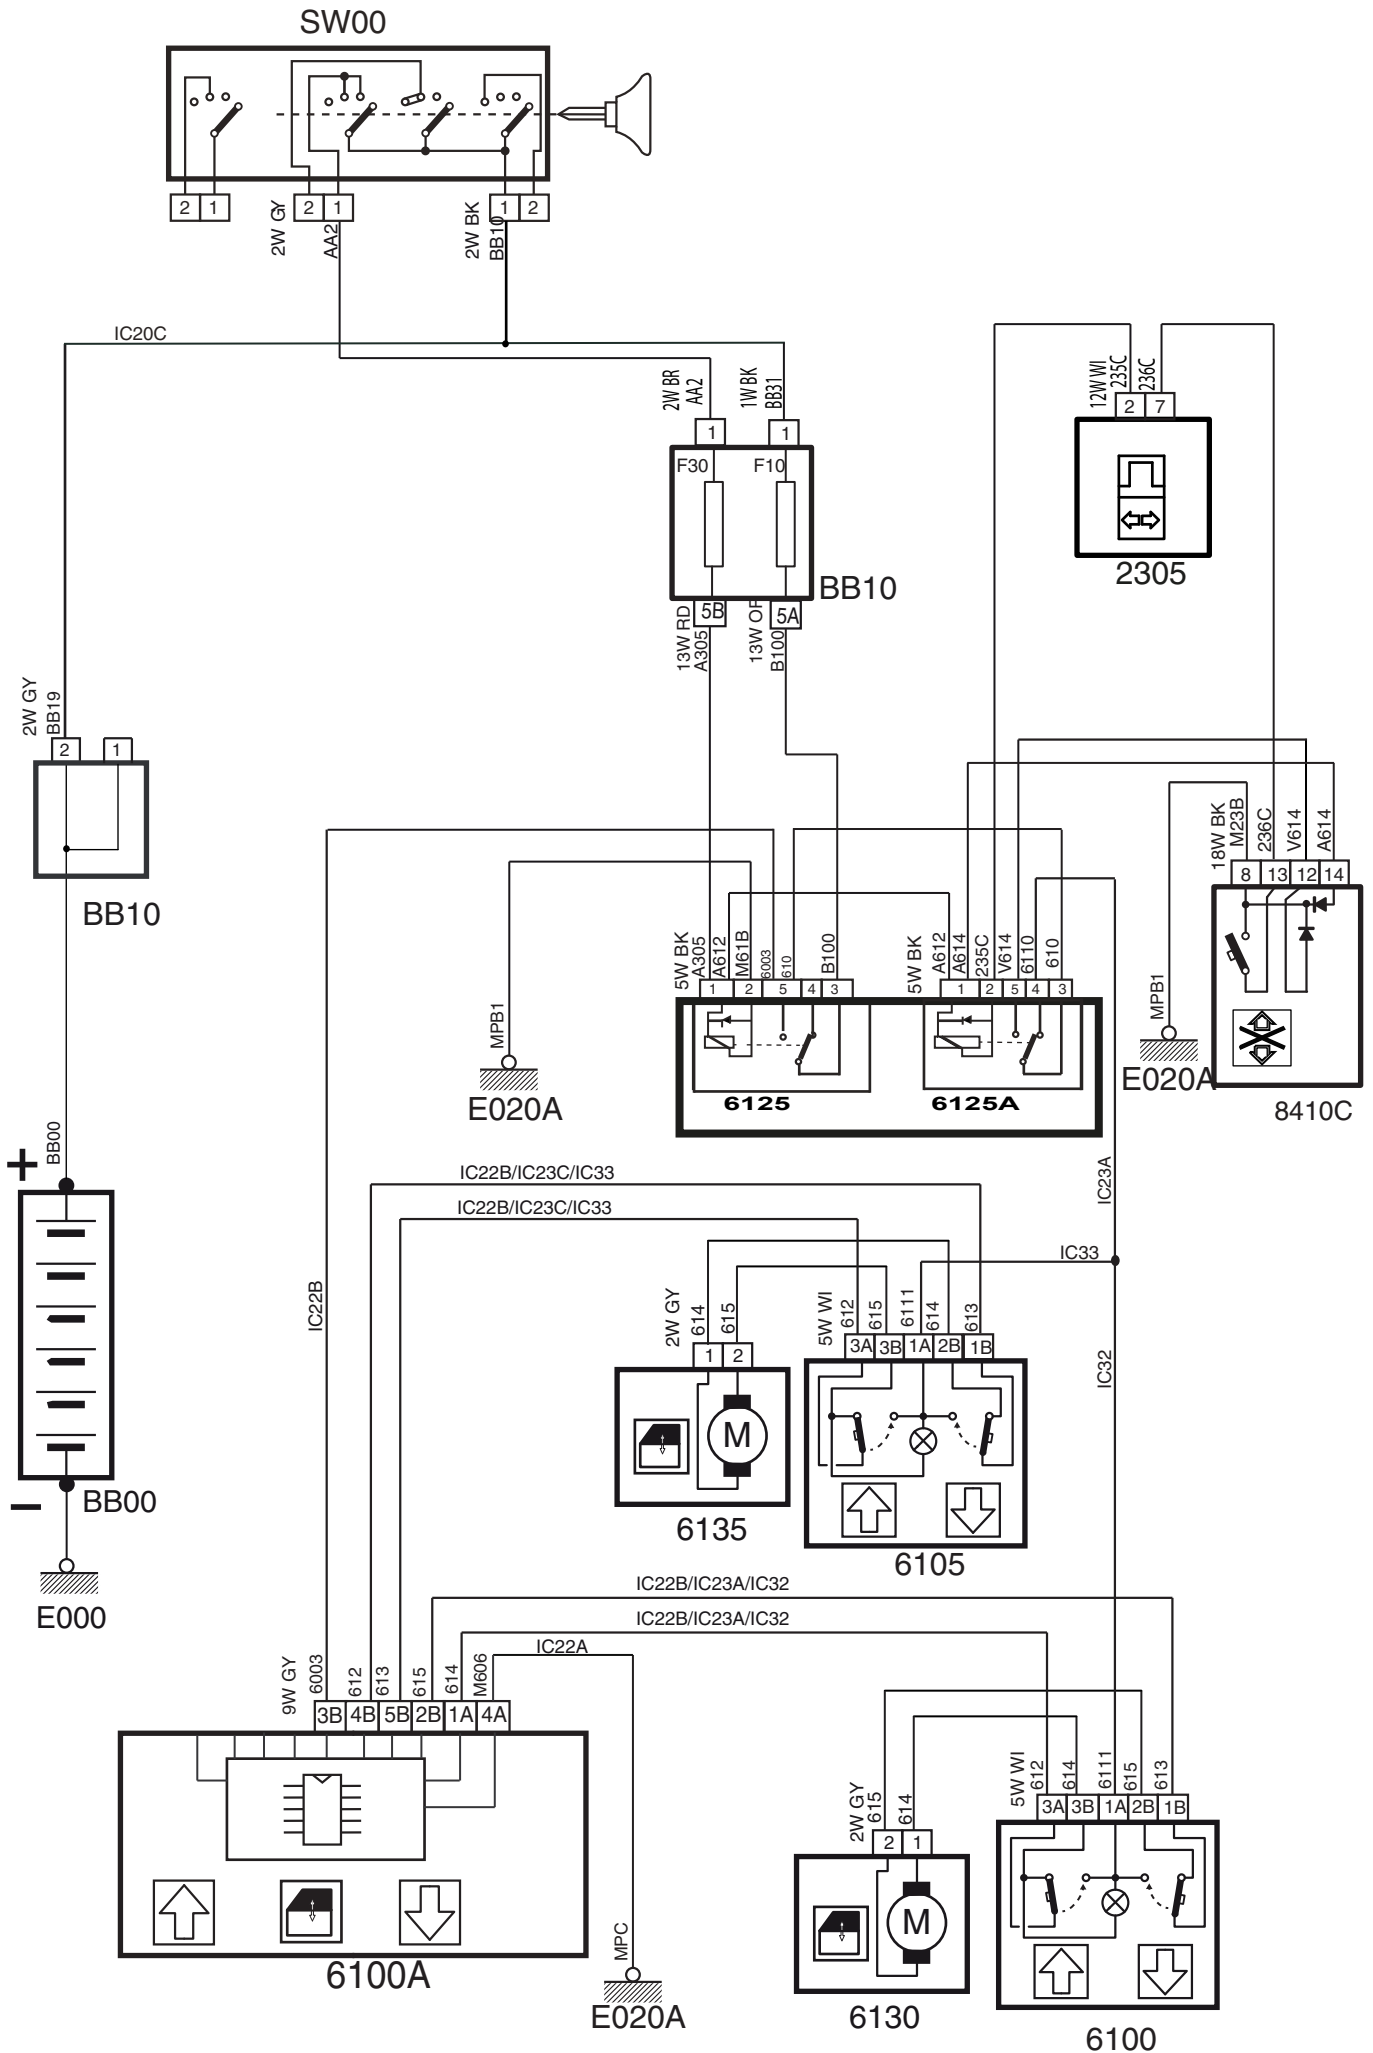 SW00
2 1
2 1
1 2
2W GY
AA2
2W BK
BB10
IC20C
2W BR
AA2
1W BK
BB31
12W WI
235C
236C
1
1
2 7
F30
F10
2305
BB10
5B
5A
13W RD
A305
13W OR
B100
2W GY
BB19
2 1
BB10
18W BK
M23B
236C
V614
A614
8 13 12 14
5W BK
A305
A612
M61B
6003
610
B100
5W BK
A612
A614
235C
V614
6110
610
1 2 5 4 3
1 2 5 4 3
MPB1
E020A
MPB1
E020A
6125
6125A
8410C
BB00
+
IC22B/IC23C/IC33
IC22B/IC23C/IC33
IC23A
IC33
IC22B
IC32
2W GY
614
615
5W WI
612
615
6111
614
613
1 2
3A 3B 1A 2B 1B
M
6135
6105
–
BB00
E000
IC22B/IC23A/IC32
IC22B/IC23A/IC32
IC22A
9W GY
6003
612
613
615
614
M606
3B 4B 5B 2B 1A 4A
5W WI
612
614
6111
615
613
3A 3B 1A 2B 1B
2W GY
615
614
2 1
M
MPC
6100A
E020A
6130
6100